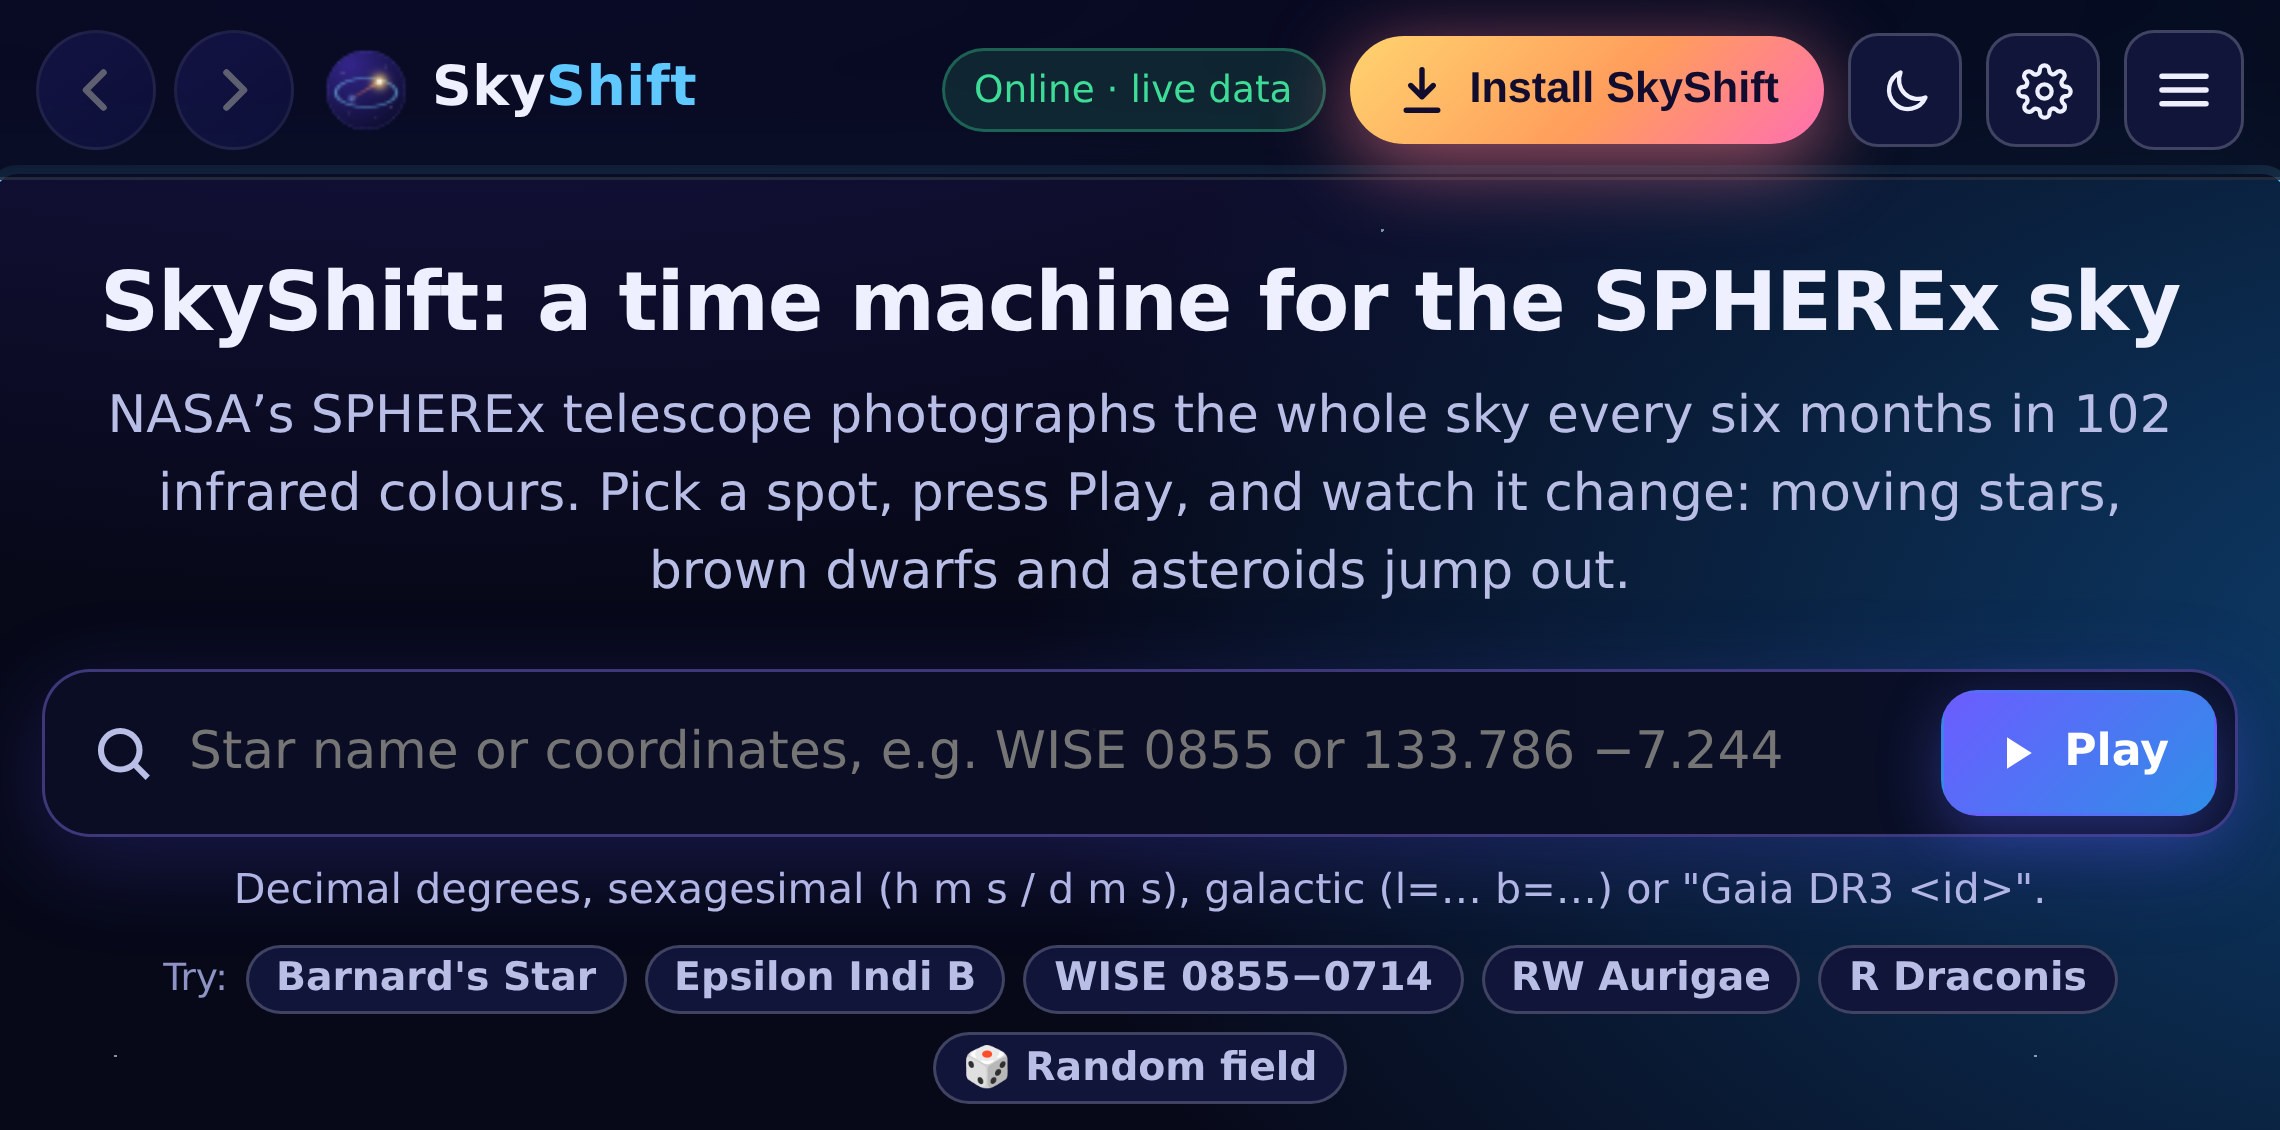 SkyShift
Online · live data
Install SkyShift
SkyShift: a time machine for the SPHEREx sky
NASA’s SPHEREx telescope photographs the whole sky every six months in 102
infrared colours. Pick a spot, press Play, and watch it change: moving stars,
brown dwarfs and asteroids jump out.
Star name or coordinates, e.g. WISE 0855 or 133.786 −7.244
Play
Decimal degrees, sexagesimal (h m s / d m s), galactic (l=… b=…) or "Gaia DR3 <id>".
Try: Barnard's Star Epsilon Indi B WISE 0855−0714 RW Aurigae R Draconis
Random field